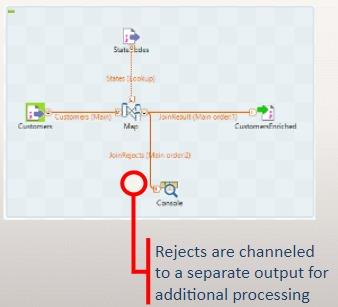 StateCodes
States (Lookup)
Customers (Main)
JoinResult (Main order:1)
Customers
Map
CustomersEnriched
JoinRejects (Main order:2)
Console
Rejects are channeled
to a separate output for
additional processing